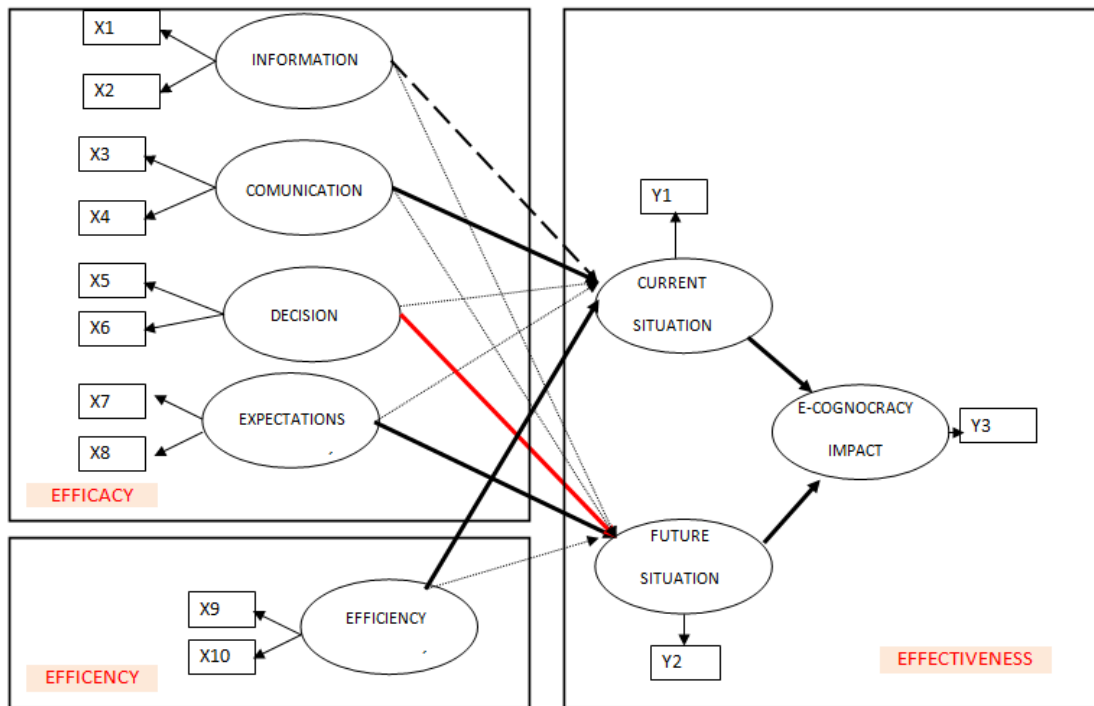 X1
INFORMATION
X2
X3
COMUNICATION
X4
X5
DECISION
X6
X7
EXPECTATIONS
X8
EFFICACY
X9
EFFICIENCY
X10
EFFICENCY
Y1
CURRENT
SITUATION
E-COGNOCRACY
IMPACT
Y3
FUTURE
SITUATION
Y2
EFFECTIVENESS